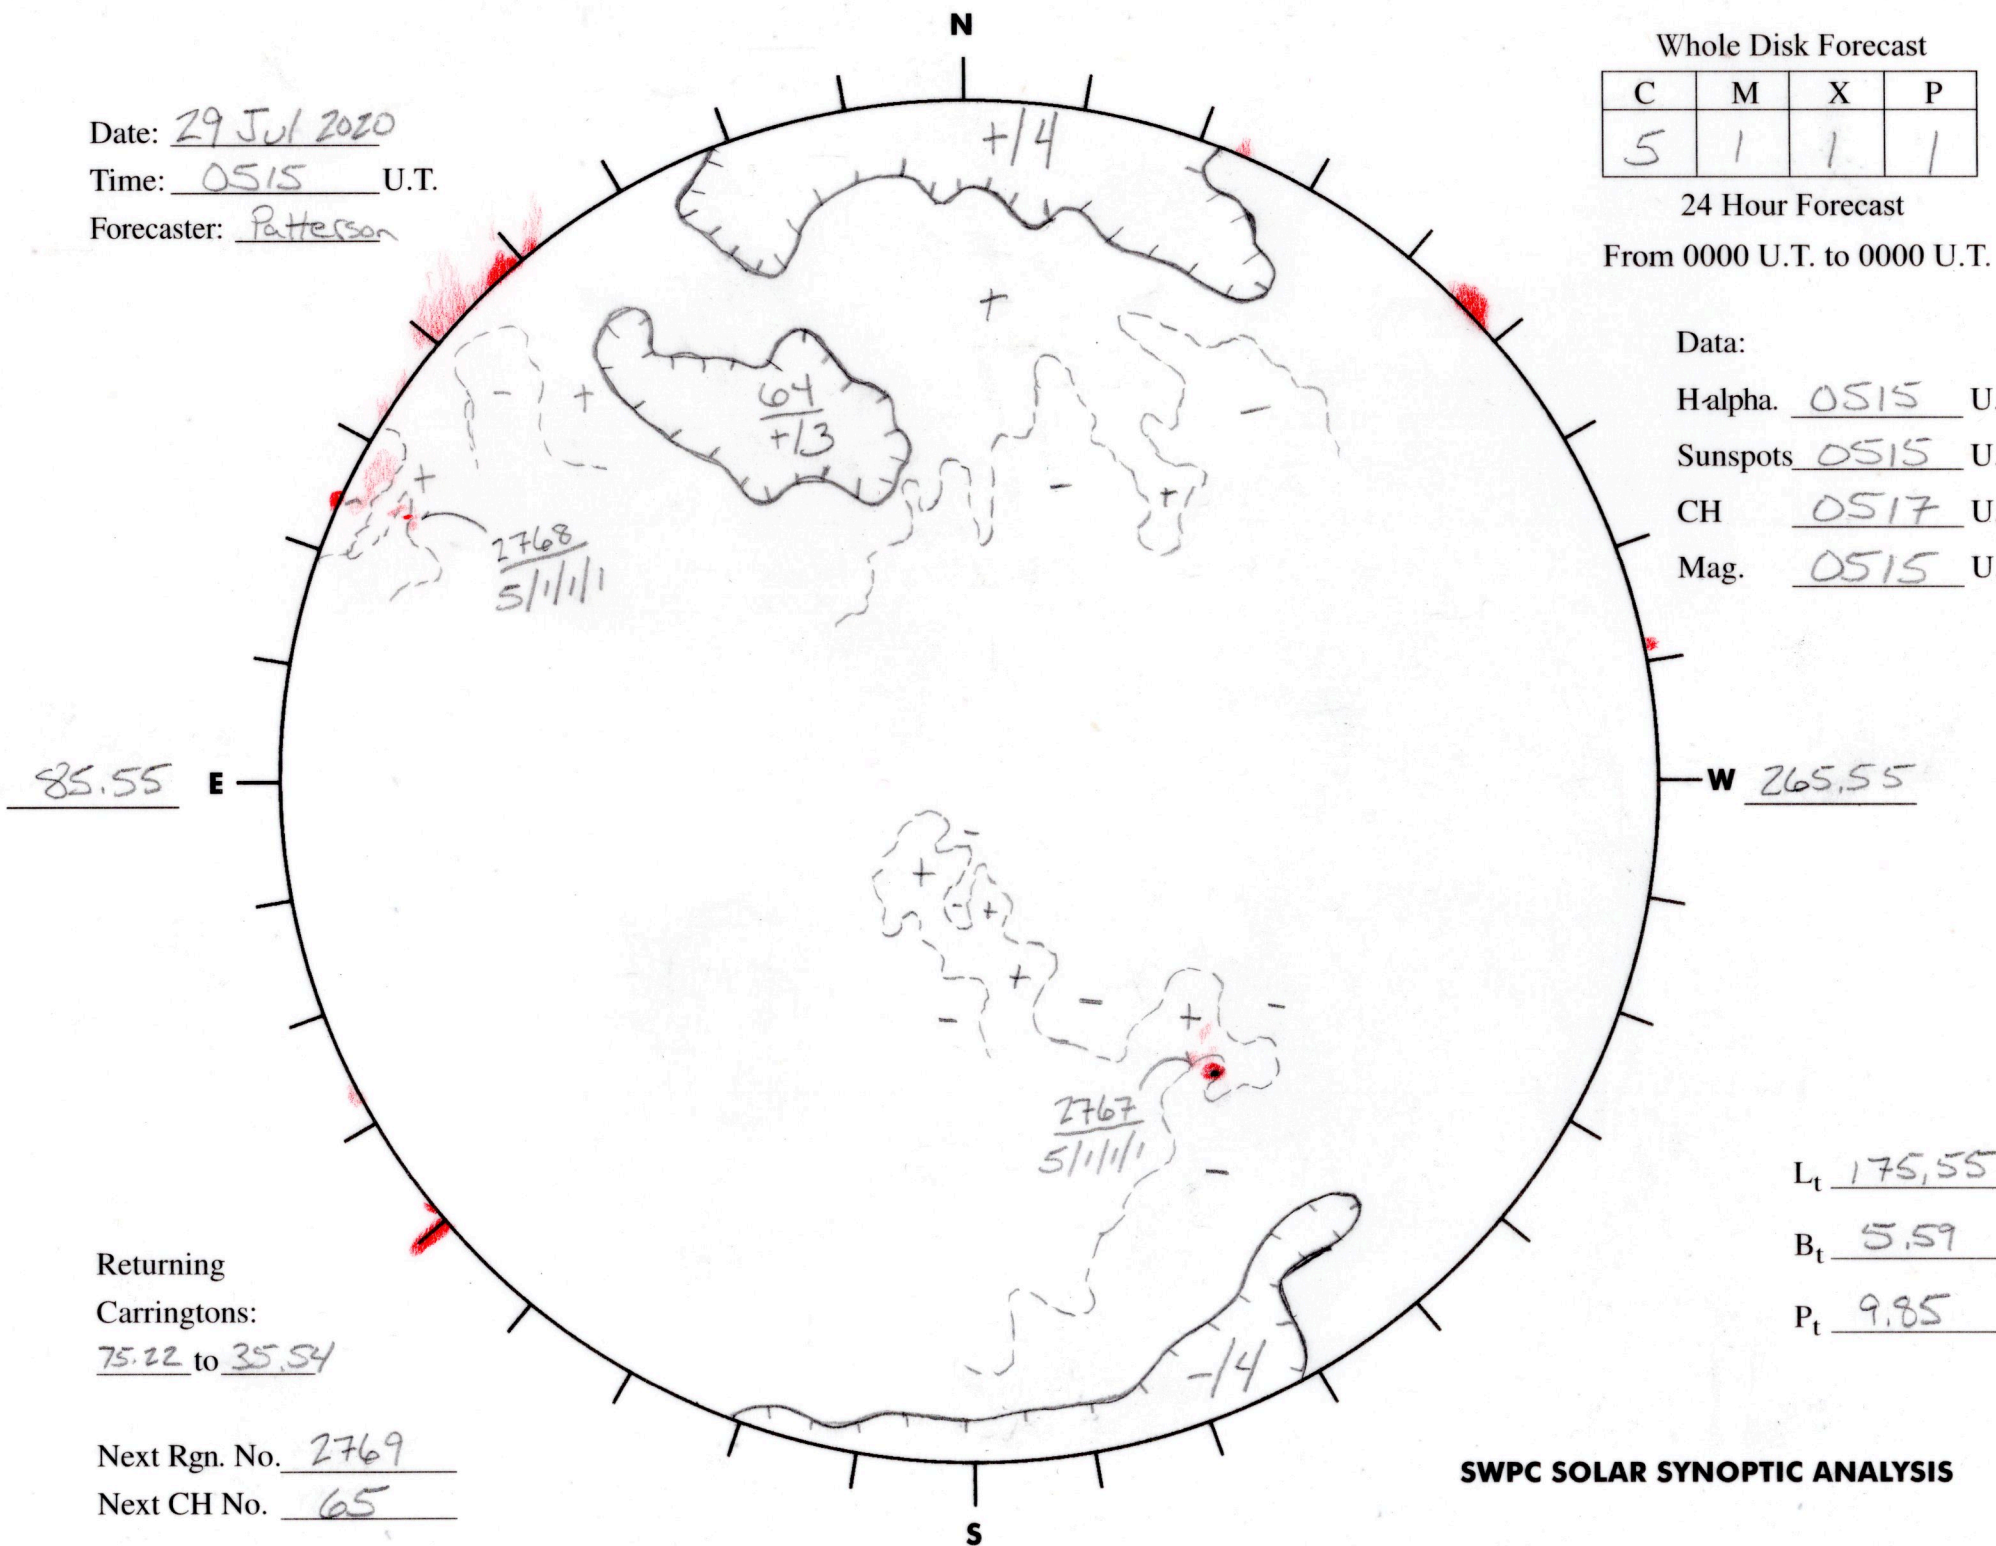 N
Whole Disk Forecast
C M X P
5 1 1 1
24 Hour Forecast
From 0000 U.T. to 0000 U.T.
Date: 29 Jul 2020
Time: 0515 U.T.
Forecaster: Patterson
Data:
H-alpha. 0515 U.
Sunspots 0515 U.
CH 0517 U.
Mag. 0515 U
+/4
+
- +
64
+/3
-
-
+
+
-
2768
5/1/1/1
85.55 E
W 265.55
-
+
- +
+
-
-
+
-
2767
5/1/1/1
-
-/4
Lt 175,55
Bt 5.59
Pt 9.85
Returning
Carringtons:
75.22 to 35.54
Next Rgn. No. 2769
Next CH No. 65
SWPC SOLAR SYNOPTIC ANALYSIS
S